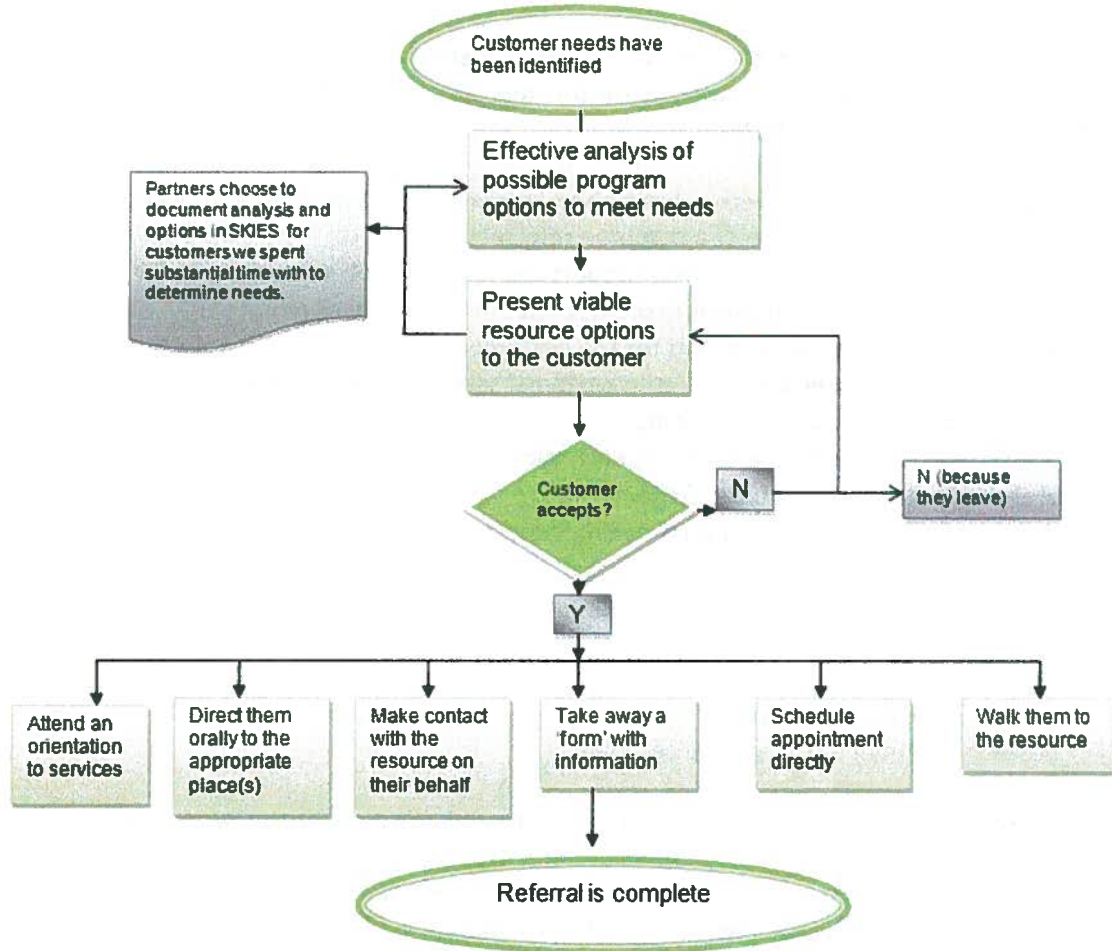 Customer needs have
been identified
Effective analysis of
possible program
options to meet needs
Partners choose to
document analysis and
options in SKIES for
customers we spent
substantial time with to
determine needs.
Present viable
resource options
to the customer
Customer
accepts?
N
N (because
they leave)
Y
Attend an
orientation
to services
Direct them
orally to the
appropriate
place(s)
Make contact
with the
resource on
their behalf
Take away a
'form' with
information
Schedule
appointment
directly
Walk them to
the resource
Referral is complete